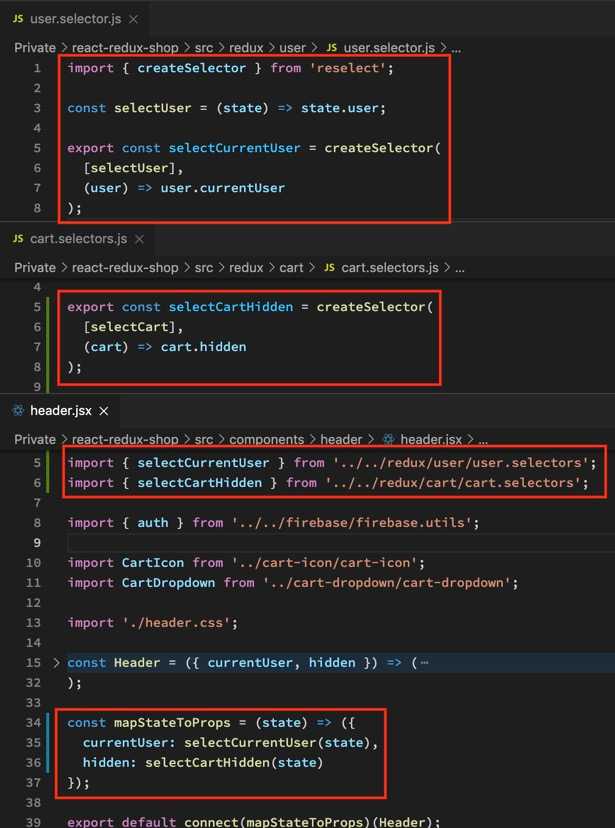 JS user.selector.js ×
Private > react-redux-shop > src > redux > user > JS user.selector.js > ...
1 import { createSelector } from 'reselect';
2
3 const selectUser = (state) => state.user;
4
5 export const selectCurrentUser = createSelector(
6 [selectUser],
7 (user) => user.currentUser
8 );
JS cart.selectors.js ×
Private > react-redux-shop > src > redux > cart > JS cart.selectors.js > ...
4
5 export const selectCartHidden = createSelector(
6 [selectCart],
7 (cart) => cart.hidden
8 );
9
header.jsx ×
Private > react-redux-shop > src > components > header > header.jsx > ...
5 import { selectCurrentUser } from '../../redux/user/user.selectors';
6 import { selectCartHidden } from '../../redux/cart/cart.selectors';
7
8 import { auth } from '../../firebase/firebase.utils';
9
10 import CartIcon from '../cart-icon/cart-icon';
11 import CartDropdown from '../cart-dropdown/cart-dropdown';
12
13 import './header.css';
14
15 > const Header = ({ currentUser, hidden }) => ( ⋯
32 );
33
34 const mapStateToProps = (state) => ({
35 currentUser: selectCurrentUser(state),
36 hidden: selectCartHidden(state)
37 });
38
39 export default connect(mapStateToProps)(Header);